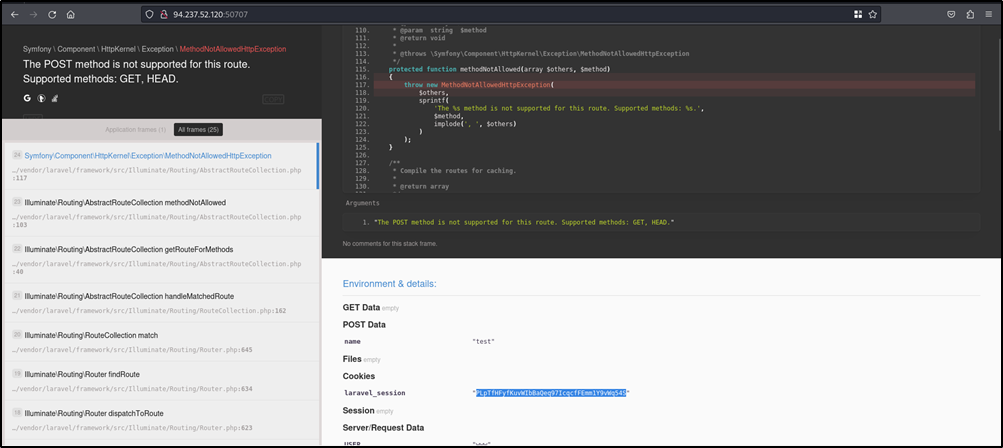 94.237.52.120:50707
Symfony \ Component \ HttpKernel \ Exception \ MethodNotAllowedHttpException
The POST method is not supported for this route.
Supported methods: GET, HEAD.
COPY
Application frames (1)
All frames (25)
24 Symfony\Component\HttpKernel\Exception\MethodNotAllowedHttpException
…/vendor/laravel/framework/src/Illuminate/Routing/AbstractRouteCollection.php
:117
23 Illuminate\Routing\AbstractRouteCollection methodNotAllowed
…/vendor/laravel/framework/src/Illuminate/Routing/AbstractRouteCollection.php
:103
22 Illuminate\Routing\AbstractRouteCollection getRouteForMethods
…/vendor/laravel/framework/src/Illuminate/Routing/AbstractRouteCollection.php
:40
21 Illuminate\Routing\AbstractRouteCollection handleMatchedRoute
…/vendor/laravel/framework/src/Illuminate/Routing/RouteCollection.php:162
20 Illuminate\Routing\RouteCollection match
…/vendor/laravel/framework/src/Illuminate/Routing/Router.php:645
19 Illuminate\Routing\Router findRoute
…/vendor/laravel/framework/src/Illuminate/Routing/Router.php:634
18 Illuminate\Routing\Router dispatchToRoute
…/vendor/laravel/framework/src/Illuminate/Routing/Router.php:623
110. * @param string $method
111. * @return void
112. *
113. * @throws \Symfony\Component\HttpKernel\Exception\MethodNotAllowedHttpException
114. */
115. protected function methodNotAllowed(array $others, $method)
116. {
117. throw new MethodNotAllowedHttpException(
118. $others,
119. sprintf(
120. 'The %s method is not supported for this route. Supported methods: %s.',
121. $method,
122. implode(', ', $others)
123. )
124. );
125. }
126.
127. /**
128. * Compile the routes for caching.
129. *
130. * @return array
Arguments
1. "The POST method is not supported for this route. Supported methods: GET, HEAD."
No comments for this stack frame.
Environment & details:
GET Data empty
POST Data
name "test"
Files empty
Cookies
laravel_session "PLpTfHFyfKuvWIbBaQeq97IcqcfFEmm1Y9vWq54S"
Session empty
Server/Request Data
USER "www"